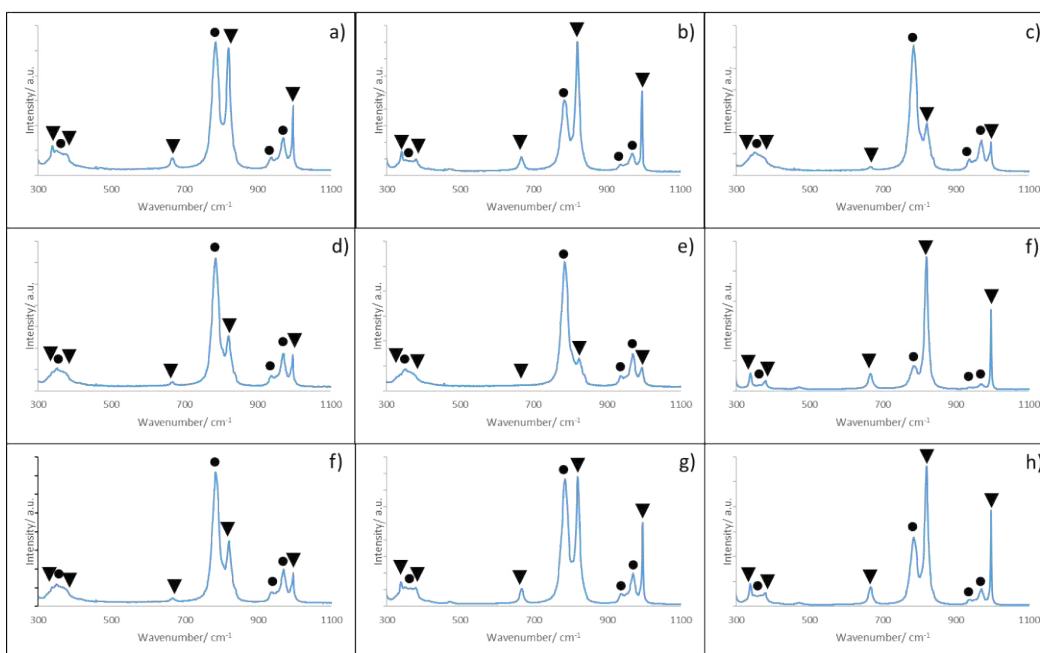 a)
Intensity/ a.u.
300 500 700 900 1100
Wavenumber/ cm⁻¹
b)
Intensity/ a.u.
300 500 700 900 1100
Wavenumber/ cm⁻¹
c)
Intensity/ a.u.
300 500 700 900 1100
Wavenumber/ cm⁻¹
d)
Intensity/ a.u.
300 500 700 900 1100
Wavenumber/ cm⁻¹
e)
Intensity/ a.u.
300 500 700 900 1100
Wavenumber/ cm⁻¹
f)
Intensity/ a.u.
300 500 700 900 1100
Wavenumber/ cm⁻¹
f)
Intensity/ a.u.
300 500 700 900 1100
Wavenumber/ cm⁻¹
g)
Intensity/ a.u.
300 500 700 900 1100
Wavenumber/ cm⁻¹
h)
Intensity/ a.u.
300 500 700 900 1100
Wavenumber/ cm⁻¹